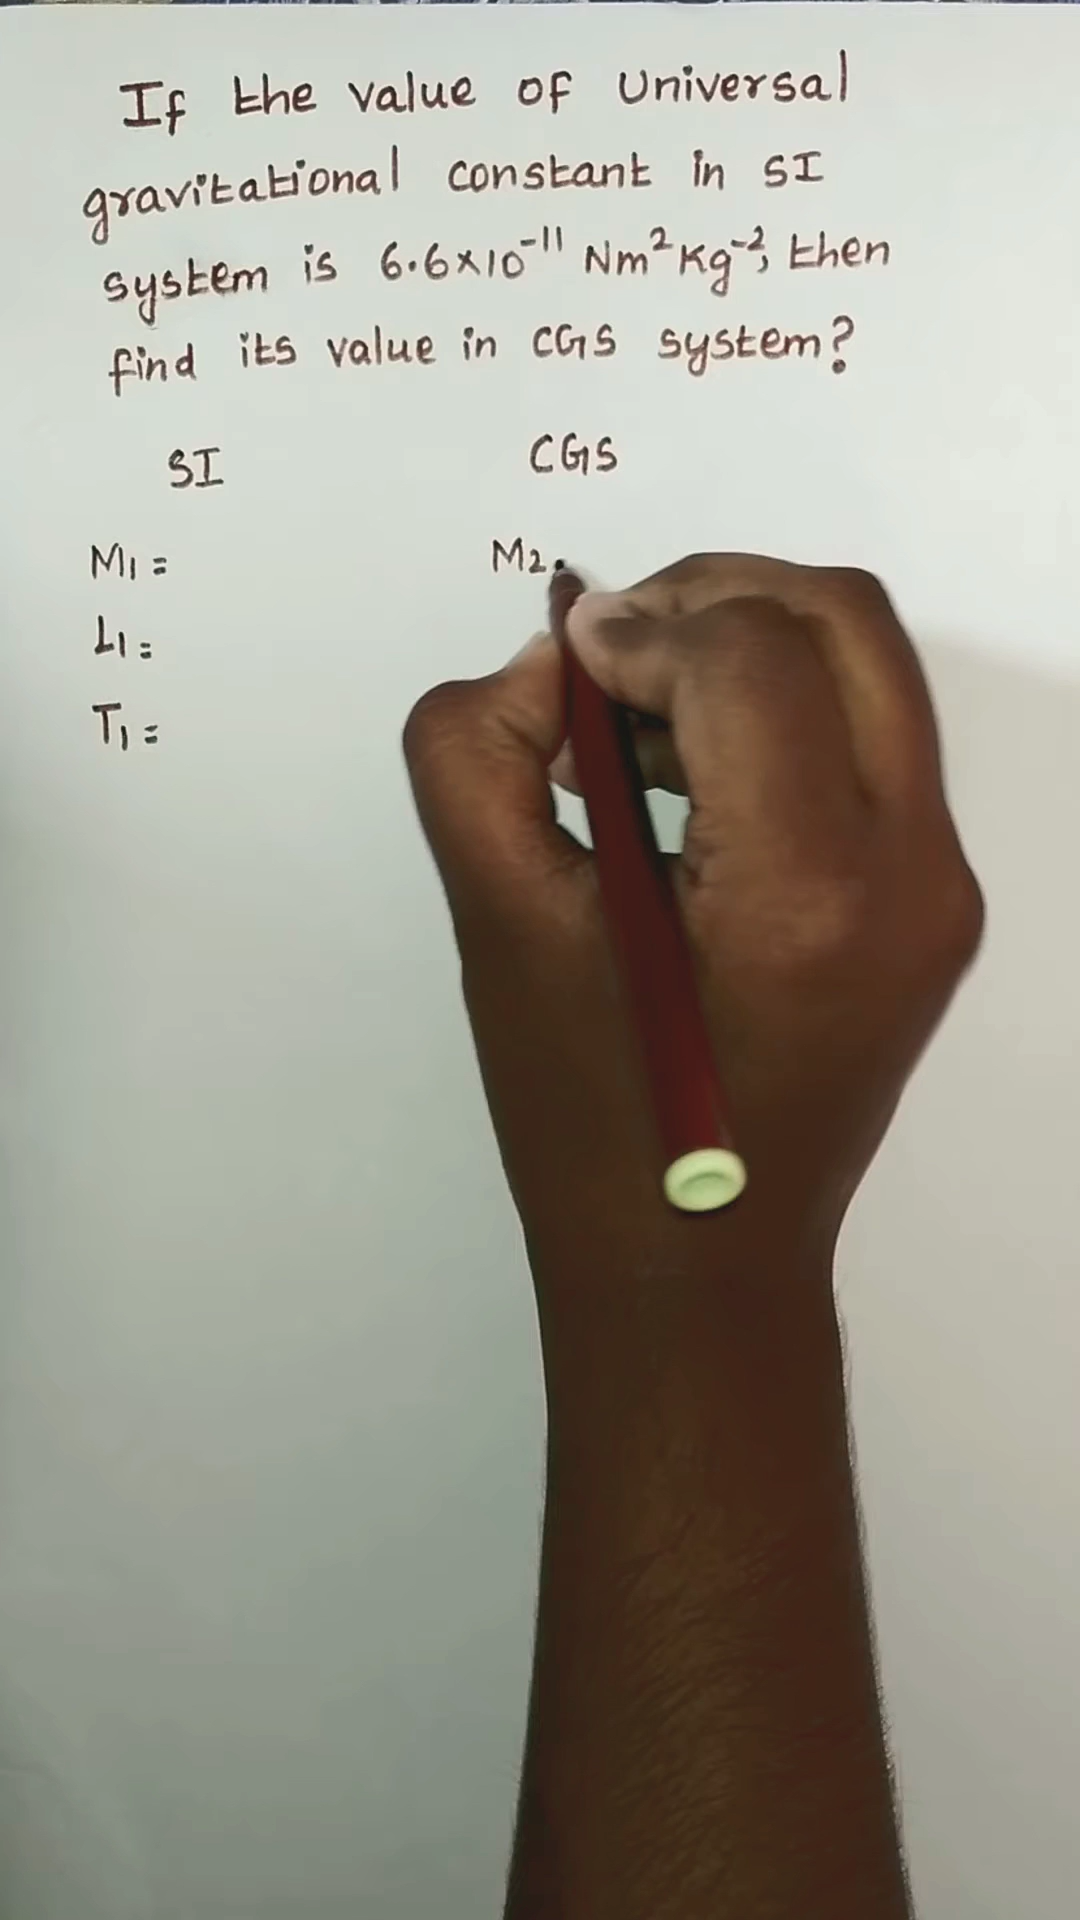 If the value of universal
gravitational constant in SI
system is 6.6×10⁻¹¹ Nm²Kg⁻², then
find its value in CGS system?
SI CGS
M₁ = M₂
L₁ =
T₁ =